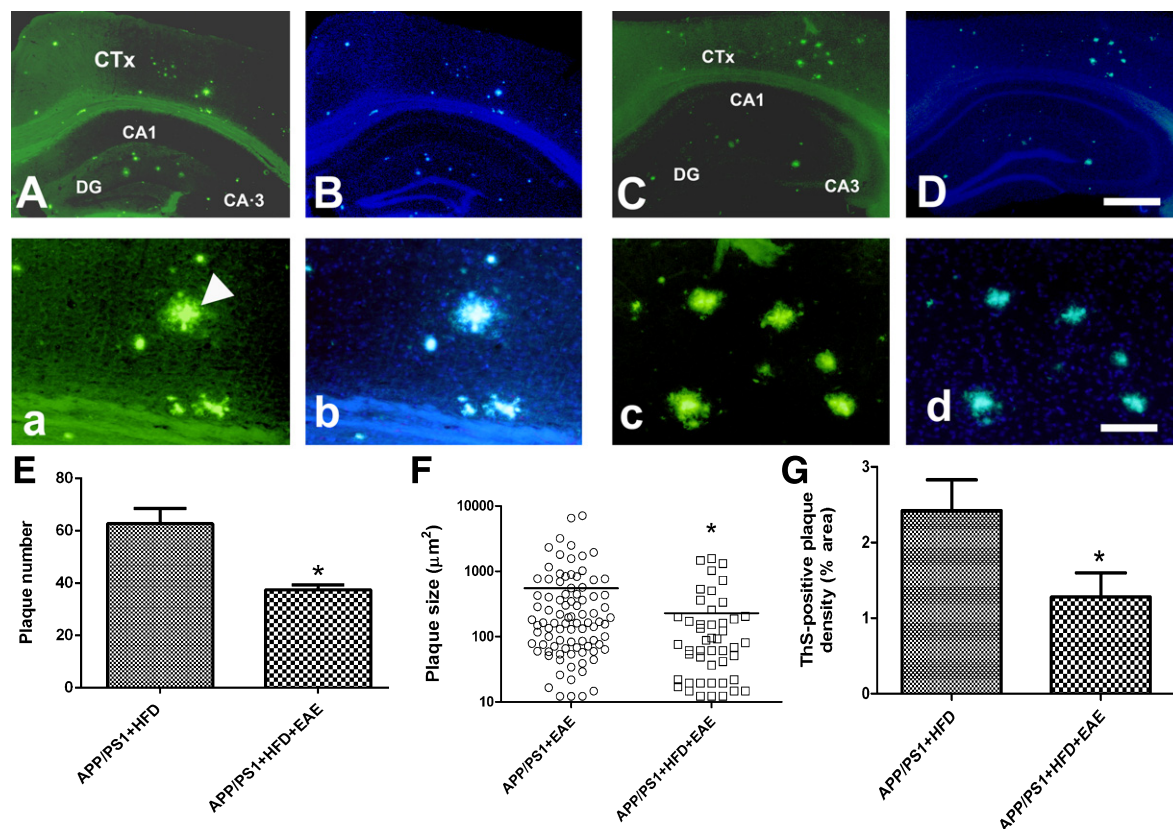 CTx
CA1
DG
CA·3
A
B
CTx
CA1
DG
CA3
C
D
a
b
c
d
E
Plaque number
80
60
40
20
0
*
APP/PS1+HFD
APP/PS1+HFD+EAE
F
Plaque size (μm²)
10000
1000
100
10
*
APP/PS1+EAE
APP/PS1+HFD+EAE
G
ThS-positive plaque
density (% area)
3
2
1
0
*
APP/PS1+HFD
APP/PS1+HFD+EAE